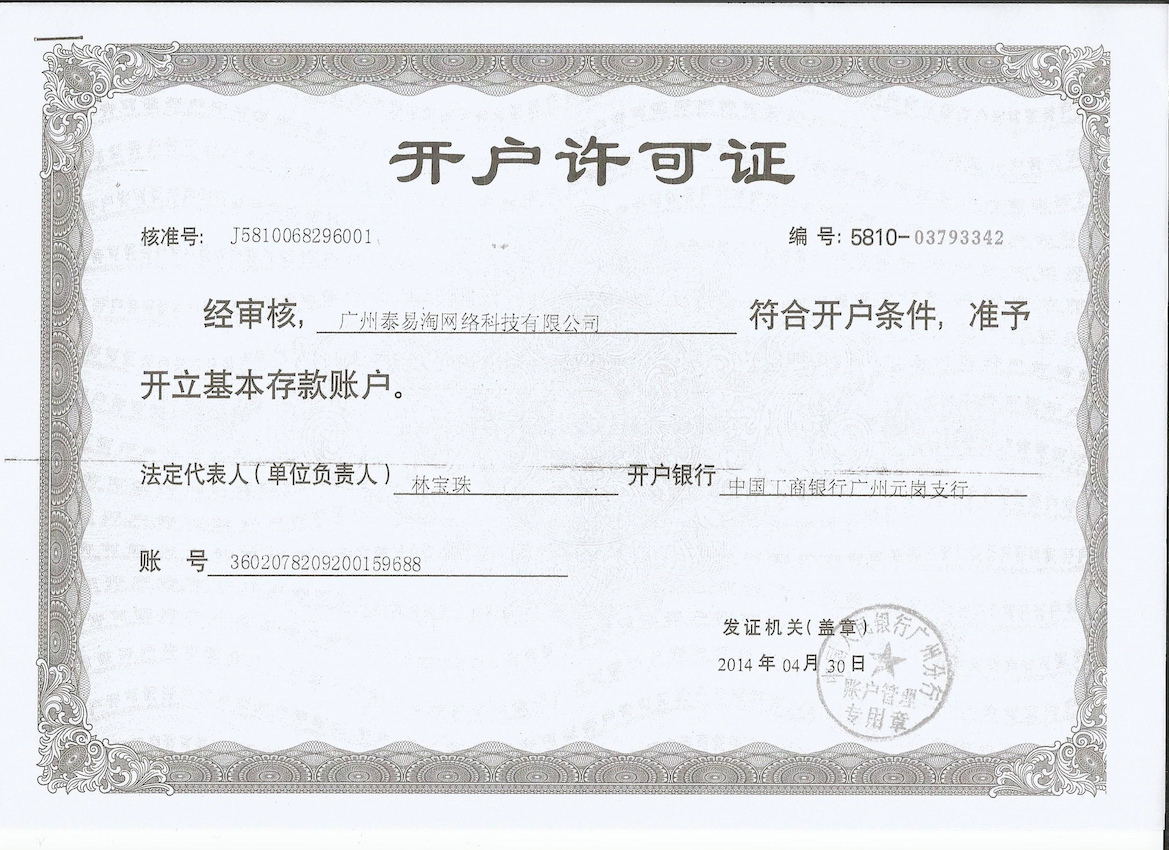 开户许可证
核准号: J5810068296001 编 号: 5810-03793342
经审核, 广州泰易淘网络科技有限公司 符合开户条件, 准予
开立基本存款账户。
法定代表人(单位负责人) 林宝珠 开户银行 中国工商银行广州元岗支行
账 号 3602078209200159688
发证机关(盖章)
2014 年 04 月 30 日
中国人民银行广州分行
账户管理
专用章